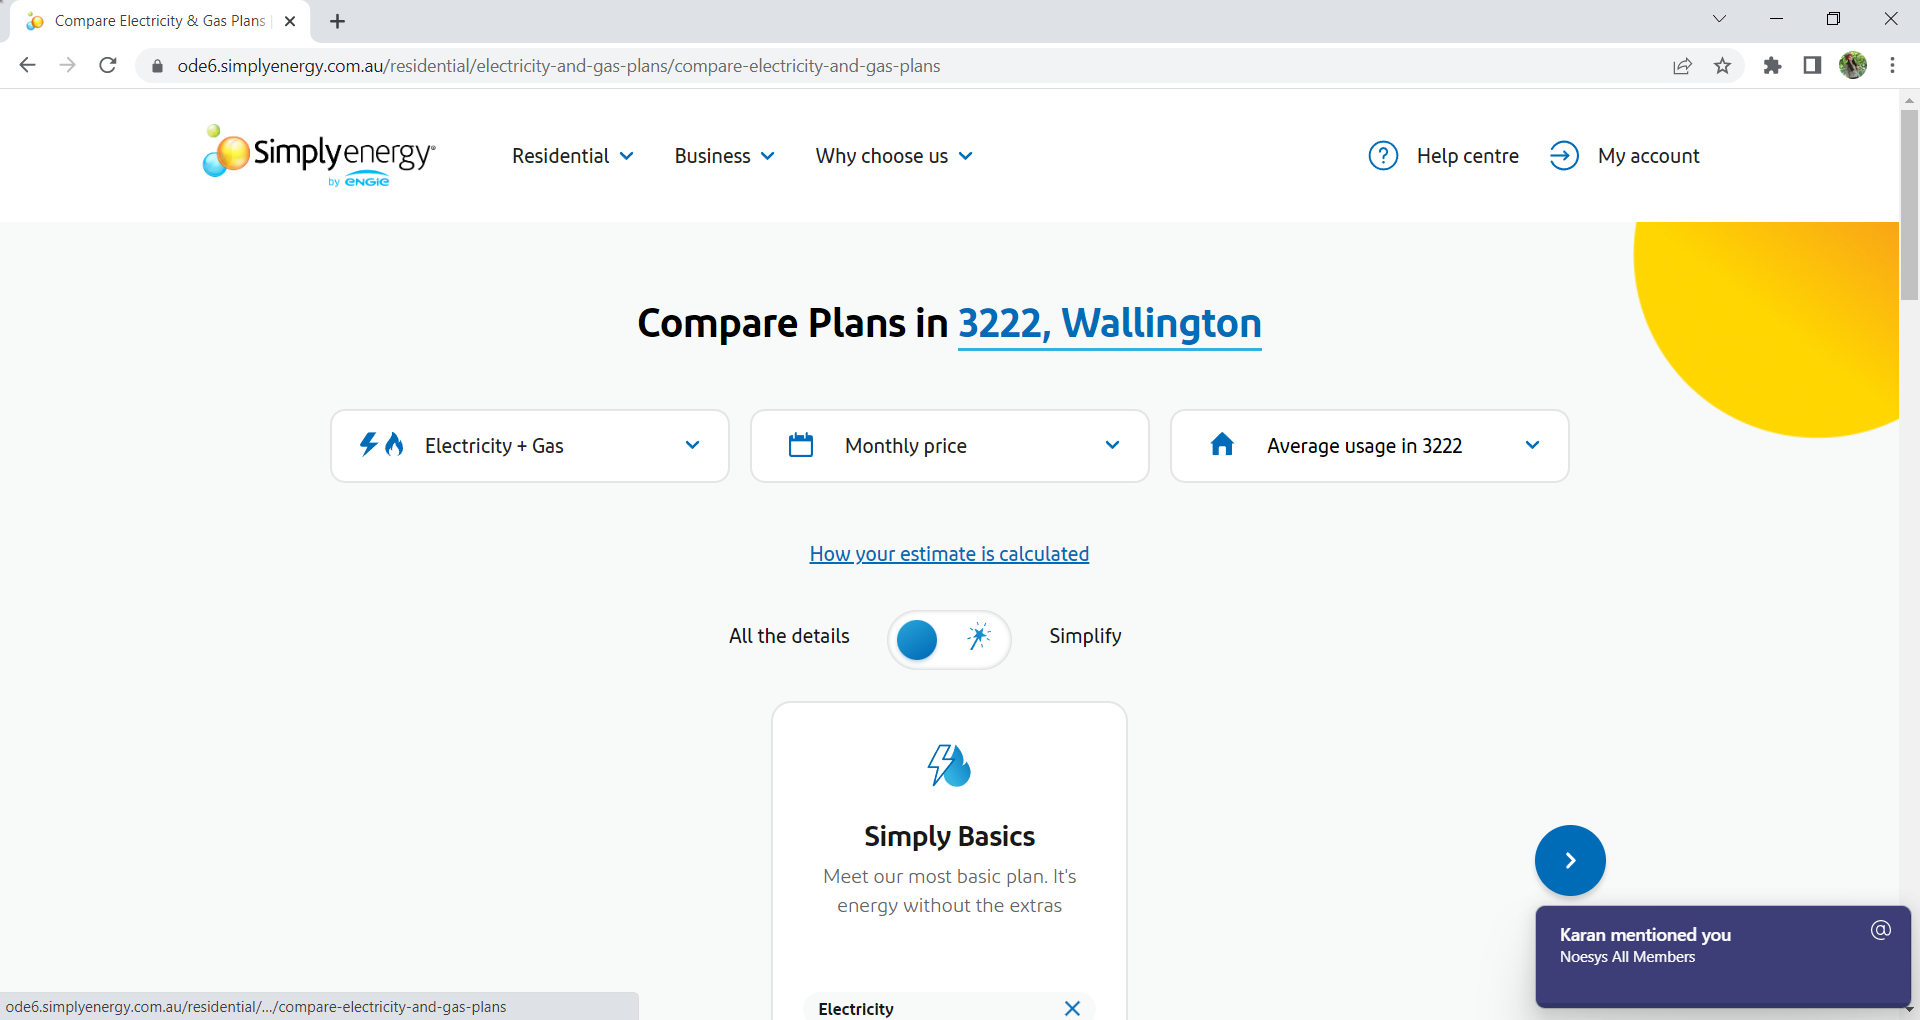 Compare Electricity & Gas Plans |
ode6.simplyenergy.com.au/residential/electricity-and-gas-plans/compare-electricity-and-gas-plans
Simplyenergy
by ENGIE
Residential
Business
Why choose us
Help centre
My account
Compare Plans in 3222, Wallington
Electricity + Gas
Monthly price
Average usage in 3222
How your estimate is calculated
All the details
Simplify
Simply Basics
Meet our most basic plan. It's
energy without the extras
Electricity
Karan mentioned you
@
Noesys All Members
ode6.simplyenergy.com.au/residential/.../compare-electricity-and-gas-plans